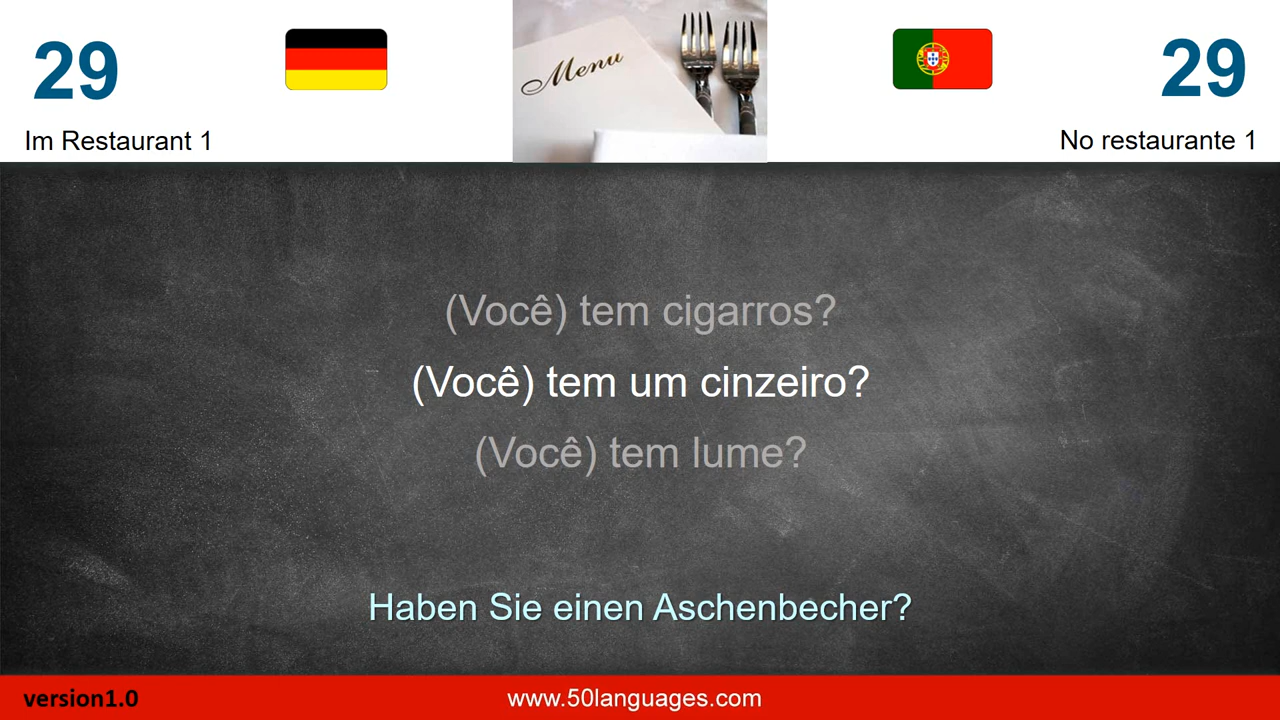 29
Im Restaurant 1
Menu
29
No restaurante 1
(Você) tem cigarros?
(Você) tem um cinzeiro?
(Você) tem lume?
Haben Sie einen Aschenbecher?
version1.0
www.50languages.com